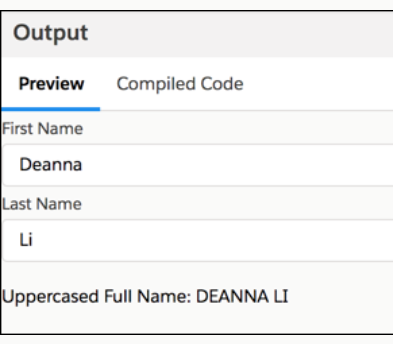 Output
Preview Compiled Code
First Name
Deanna
Last Name
Li
Uppercased Full Name: DEANNA LI